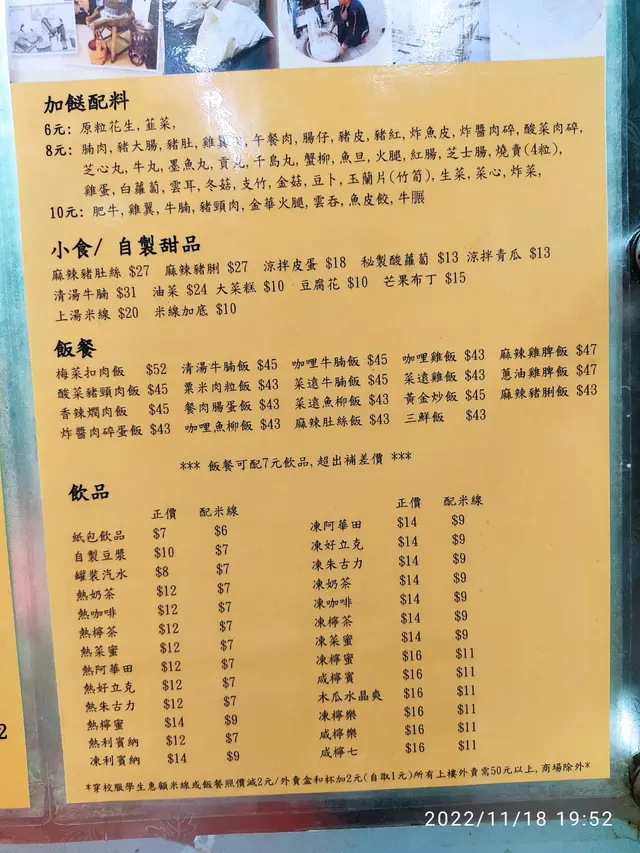 加餸配料
6元: 原粒花生, 韮菜,
8元: 腩肉, 豬大腸, 豬肚, 雞 午餐肉, 腸仔, 豬皮, 豬紅, 炸魚皮, 炸醬肉碎, 酸菜肉碎,
芝心丸, 牛丸, 墨魚丸, 貢丸, 千島丸, 蟹柳, 魚旦, 火腿, 紅腸, 芝士腸, 燒賣(4粒),
雞蛋, 白蘿蔔, 雲耳, 冬菇, 支竹, 金菇, 豆卜, 玉蘭片(竹筍), 生菜, 菜心, 炸菜,
10元: 肥牛, 雞翼, 牛腩, 豬頸肉, 金華火腿, 雲吞, 魚皮餃, 牛𦟌
小食/ 自製甜品
麻辣豬肚絲 $27 麻辣豬脷 $27 涼拌皮蛋 $18 秘製酸蘿蔔 $13 涼拌青瓜 $13
清湯牛腩 $31 油菜 $24 大菜糕 $10 豆腐花 $10 芒果布丁 $15
上湯米線 $20 米線加底 $10
飯餐
梅菜扣肉飯 $52 清湯牛腩飯 $45 咖哩牛腩飯 $45 咖哩雞飯 $43 麻辣雞脾飯 $47
酸菜豬頸肉飯 $45 粟米肉粒飯 $43 菜遠牛腩飯 $45 菜遠雞飯 $43 蔥油雞脾飯 $47
香辣燜肉飯 $45 餐肉腸蛋飯 $43 菜遠魚柳飯 $43 黃金炒飯 $45 麻辣豬脷飯 $43
炸醬肉碎蛋飯 $43 咖哩魚柳飯 $43 麻辣肚絲飯 $43 三鮮飯 $43
*** 飯餐可配7元飲品, 超出補差價 ***
飲品
正價 配米線
紙包飲品 $7 $6
自製豆漿 $10 $7
罐裝汽水 $8 $7
熱奶茶 $12 $7
熱咖啡 $12 $7
熱檸茶 $12 $7
熱菜蜜 $12 $7
熱阿華田 $12 $7
熱好立克 $12 $7
熱朱古力 $12 $7
熱檸蜜 $14 $9
熱利賓納 $12 $7
凍利賓納 $14 $9
正價 配米線
凍阿華田 $14 $9
凍好立克 $14 $9
凍朱古力 $14 $9
凍奶茶 $14 $9
凍咖啡 $14 $9
凍檸茶 $14 $9
凍菜蜜 $14 $9
凍檸蜜 $16 $11
咸檸賓 $16 $11
木瓜水晶爽 $16 $11
凍檸樂 $16 $11
咸檸樂 $16 $11
咸檸七 $16 $11
*穿校服學生惠顧米線或飯餐照價減2元/外賣盒和杯加2元(自取1元)所有上樓外賣需50元以上, 商場除外*
2
2022/11/18 19:52